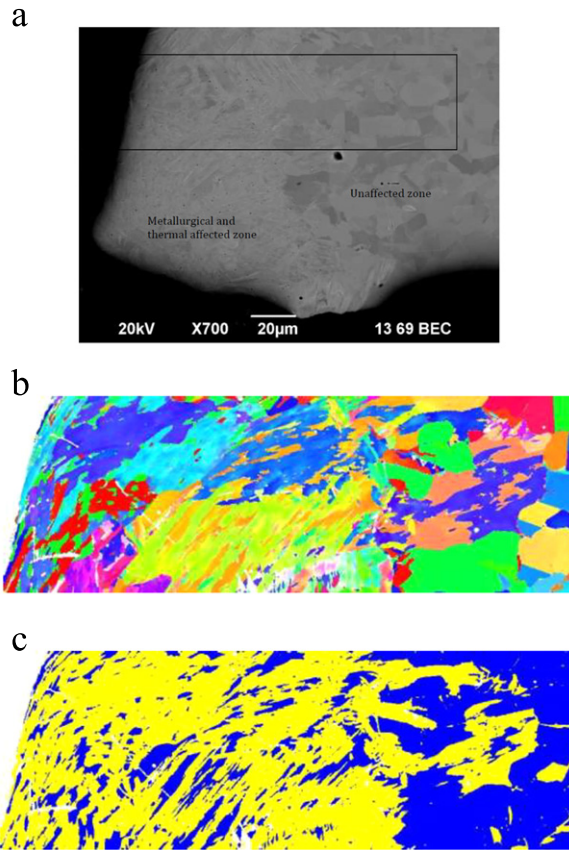 a
Unaffected zone
Metallurgical and
thermal affected zone
20kV X700 20µm 13 69 BEC
b
c